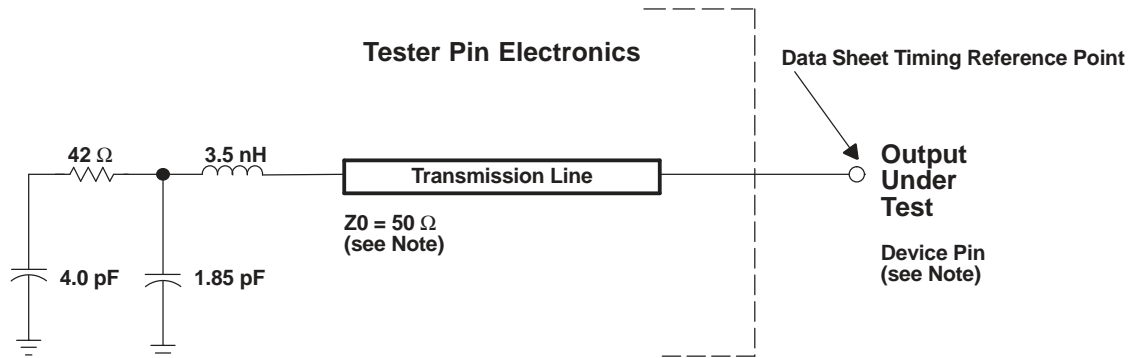 Tester Pin Electronics
Data Sheet Timing Reference Point
42 Ω
3.5 nH
Transmission Line
Output
Under
Test
Z0 = 50 Ω
(see Note)
Device Pin
(see Note)
4.0 pF
1.85 pF